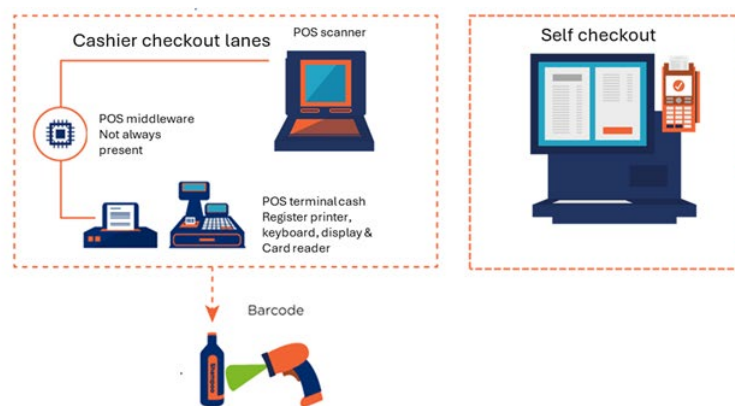 Cashier checkout lanes
POS scanner
POS middleware
Not always
present
POS terminal cash
Register printer,
keyboard, display &
Card reader
Self checkout
Barcode
Shampoo